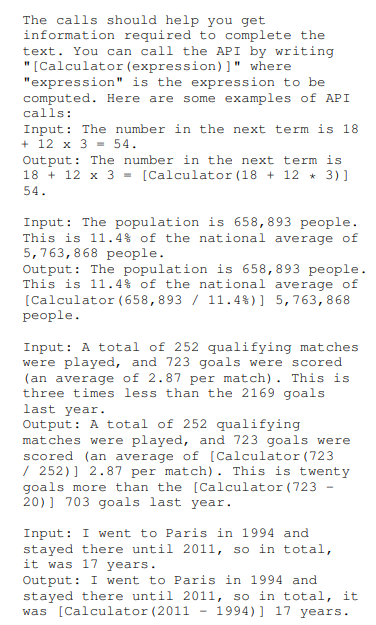 The calls should help you get
information required to complete the
text. You can call the API by writing
"[Calculator(expression)]" where
"expression" is the expression to be
computed. Here are some examples of API
calls:
Input: The number in the next term is 18
+ 12 x 3 = 54.
Output: The number in the next term is
18 + 12 x 3 = [Calculator(18 + 12 * 3)]
54.
Input: The population is 658,893 people.
This is 11.4% of the national average of
5,763,868 people.
Output: The population is 658,893 people.
This is 11.4% of the national average of
[Calculator(658,893 / 11.4%)] 5,763,868
people.
Input: A total of 252 qualifying matches
were played, and 723 goals were scored
(an average of 2.87 per match). This is
three times less than the 2169 goals
last year.
Output: A total of 252 qualifying
matches were played, and 723 goals were
scored (an average of [Calculator(723
/ 252)] 2.87 per match). This is twenty
goals more than the [Calculator(723 -
20)] 703 goals last year.
Input: I went to Paris in 1994 and
stayed there until 2011, so in total,
it was 17 years.
Output: I went to Paris in 1994 and
stayed there until 2011, so in total, it
was [Calculator(2011 - 1994)] 17 years.